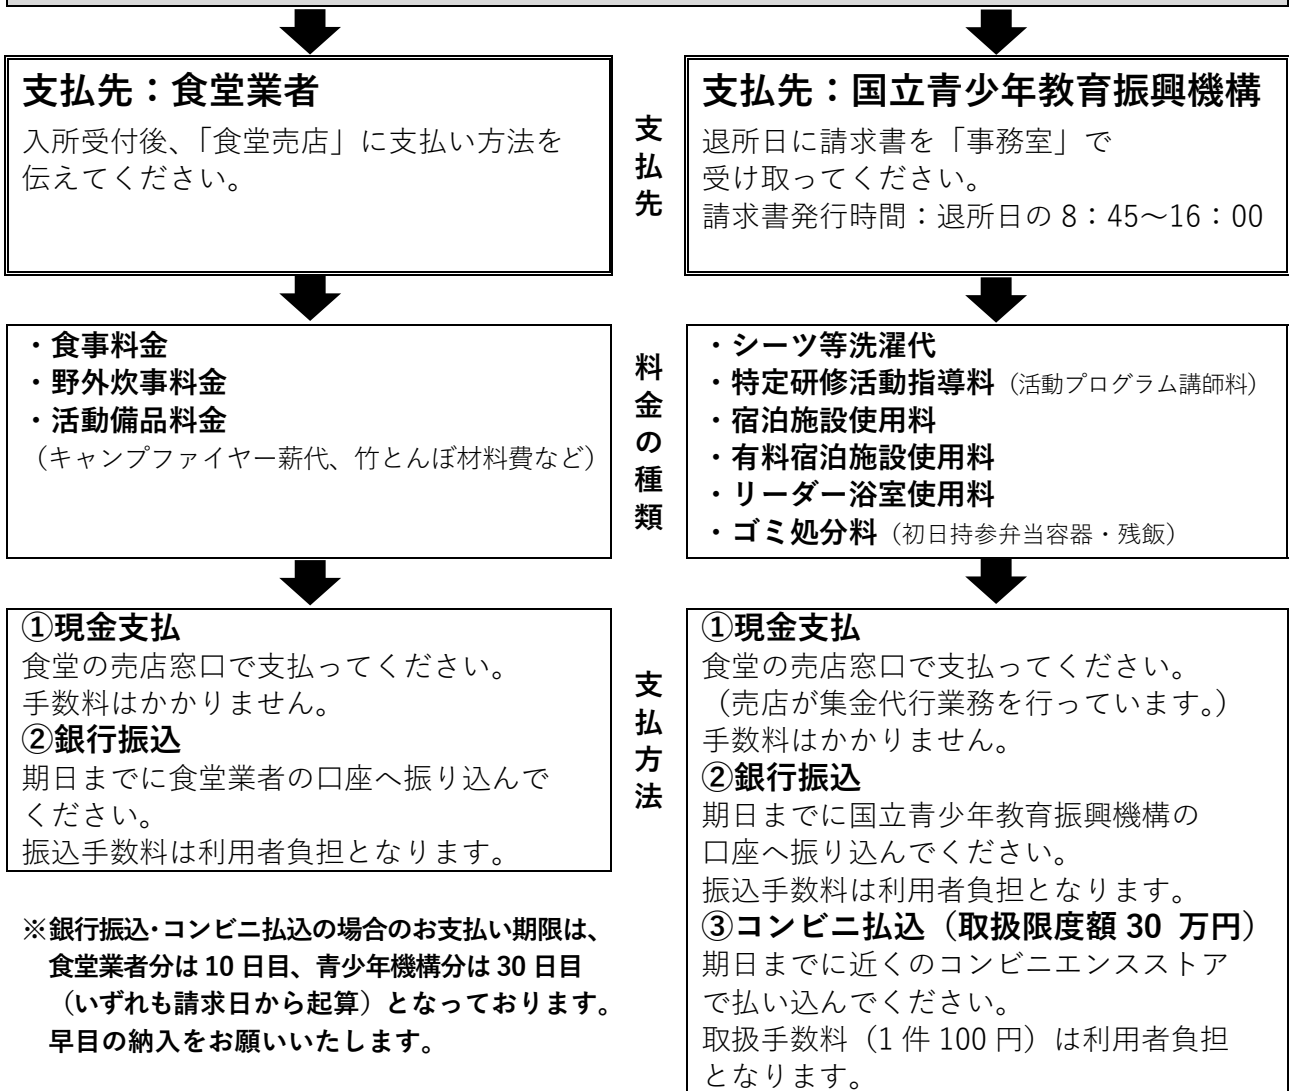 支払先：食堂業者
入所受付後、「食堂売店」に支払い方法を
伝えてください。
支払先
支払先：国立青少年教育振興機構
退所日に請求書を「事務室」で
受け取ってください。
請求書発行時間：退所日の 8：45～16：00
・食事料金
・野外炊事料金
・活動備品料金
（キャンプファイヤー薪代、竹とんぼ材料費など）
料金の種類
・シーツ等洗濯代
・特定研修活動指導料（活動プログラム講師料）
・宿泊施設使用料
・有料宿泊施設使用料
・リーダー浴室使用料
・ゴミ処分料（初日持参弁当容器・残飯）
①現金支払
食堂の売店窓口で支払ってください。
手数料はかかりません。
②銀行振込
期日までに食堂業者の口座へ振り込んで
ください。
振込手数料は利用者負担となります。
支払方法
①現金支払
食堂の売店窓口で支払ってください。
（売店が集金代行業務を行っています。）
手数料はかかりません。
②銀行振込
期日までに国立青少年教育振興機構の
口座へ振り込んでください。
振込手数料は利用者負担となります。
③コンビニ払込（取扱限度額 30 万円）
期日までに近くのコンビニエンスストア
で払い込んでください。
取扱手数料（1 件 100 円）は利用者負担
となります。
※銀行振込・コンビニ払込の場合のお支払い期限は、
食堂業者分は 10 日目、青少年機構分は 30 日目
（いずれも請求日から起算）となっております。
早目の納入をお願いいたします。